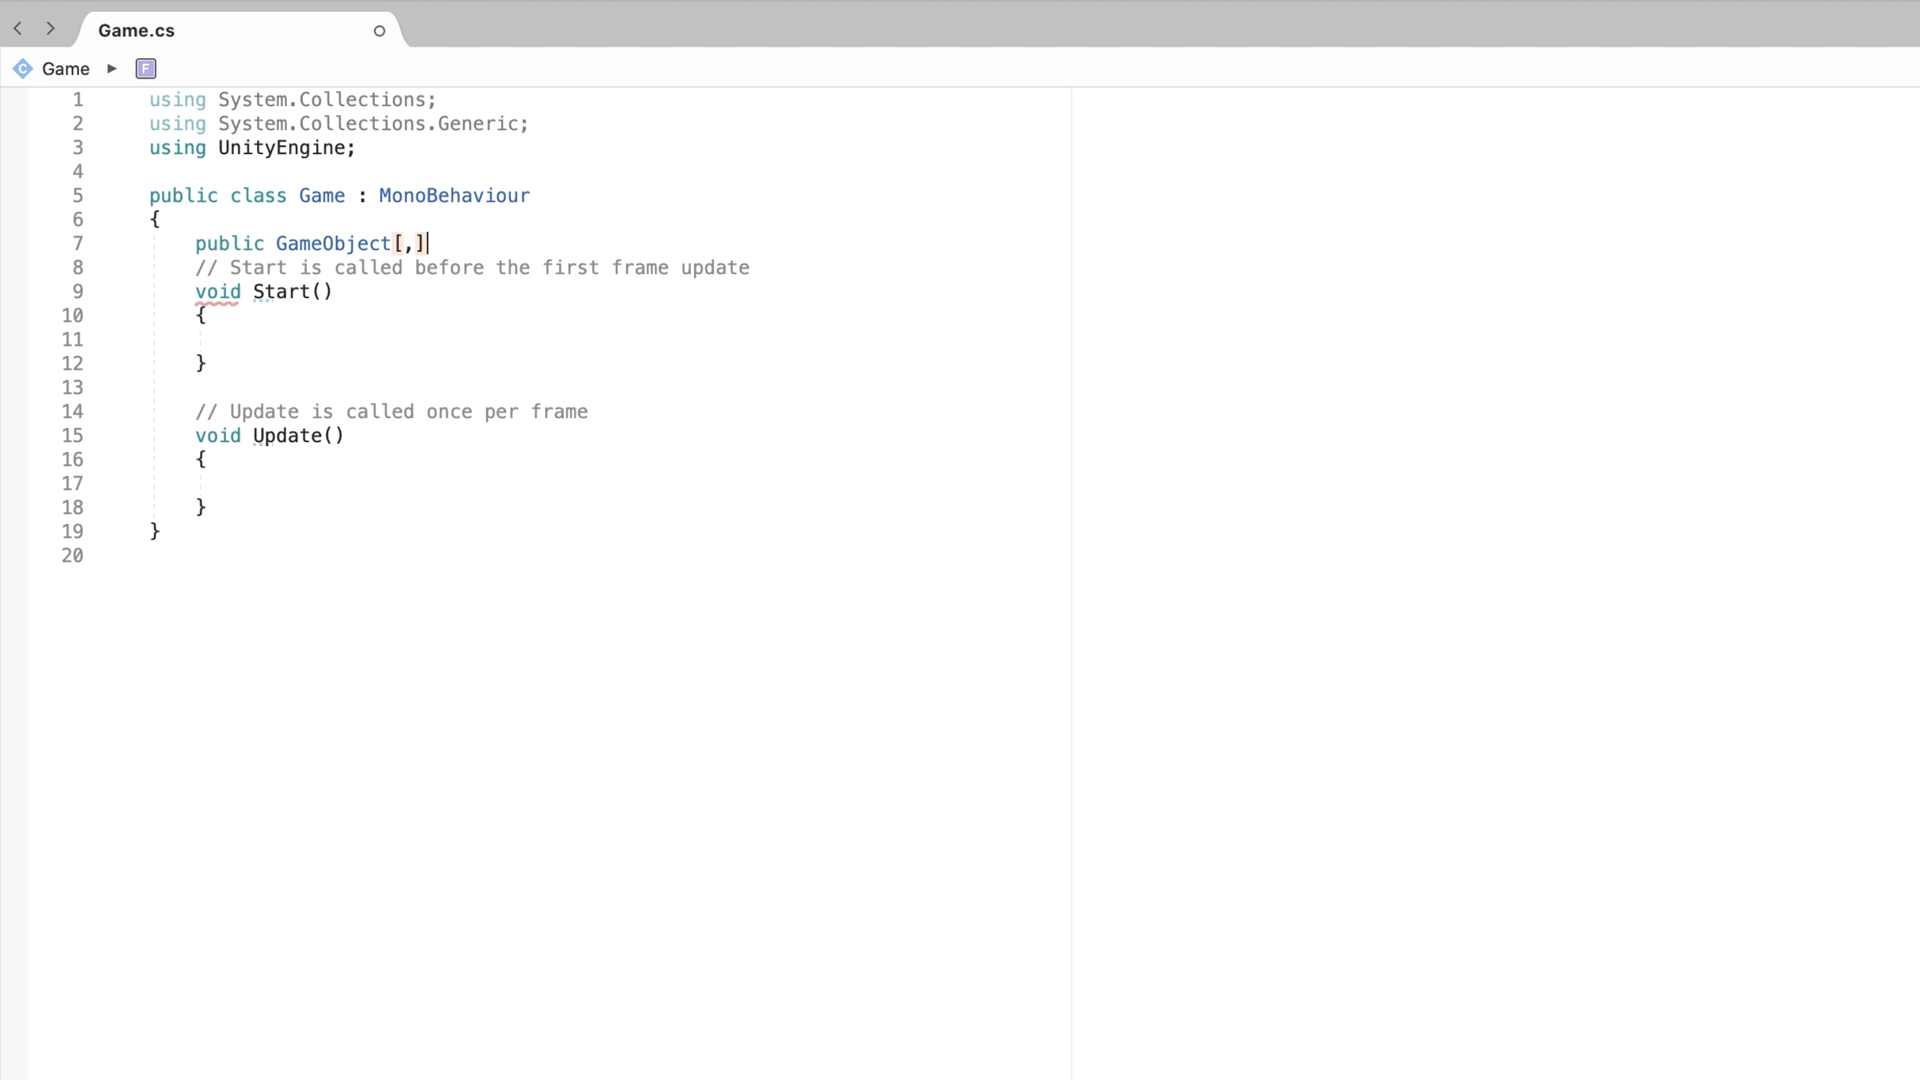 Game.cs
Game ▶ F
1 using System.Collections;
2 using System.Collections.Generic;
3 using UnityEngine;
4
5 public class Game : MonoBehaviour
6 {
7 public GameObject[,]
8 // Start is called before the first frame update
9 void Start()
10 {
11
12 }
13
14 // Update is called once per frame
15 void Update()
16 {
17
18 }
19 }
20